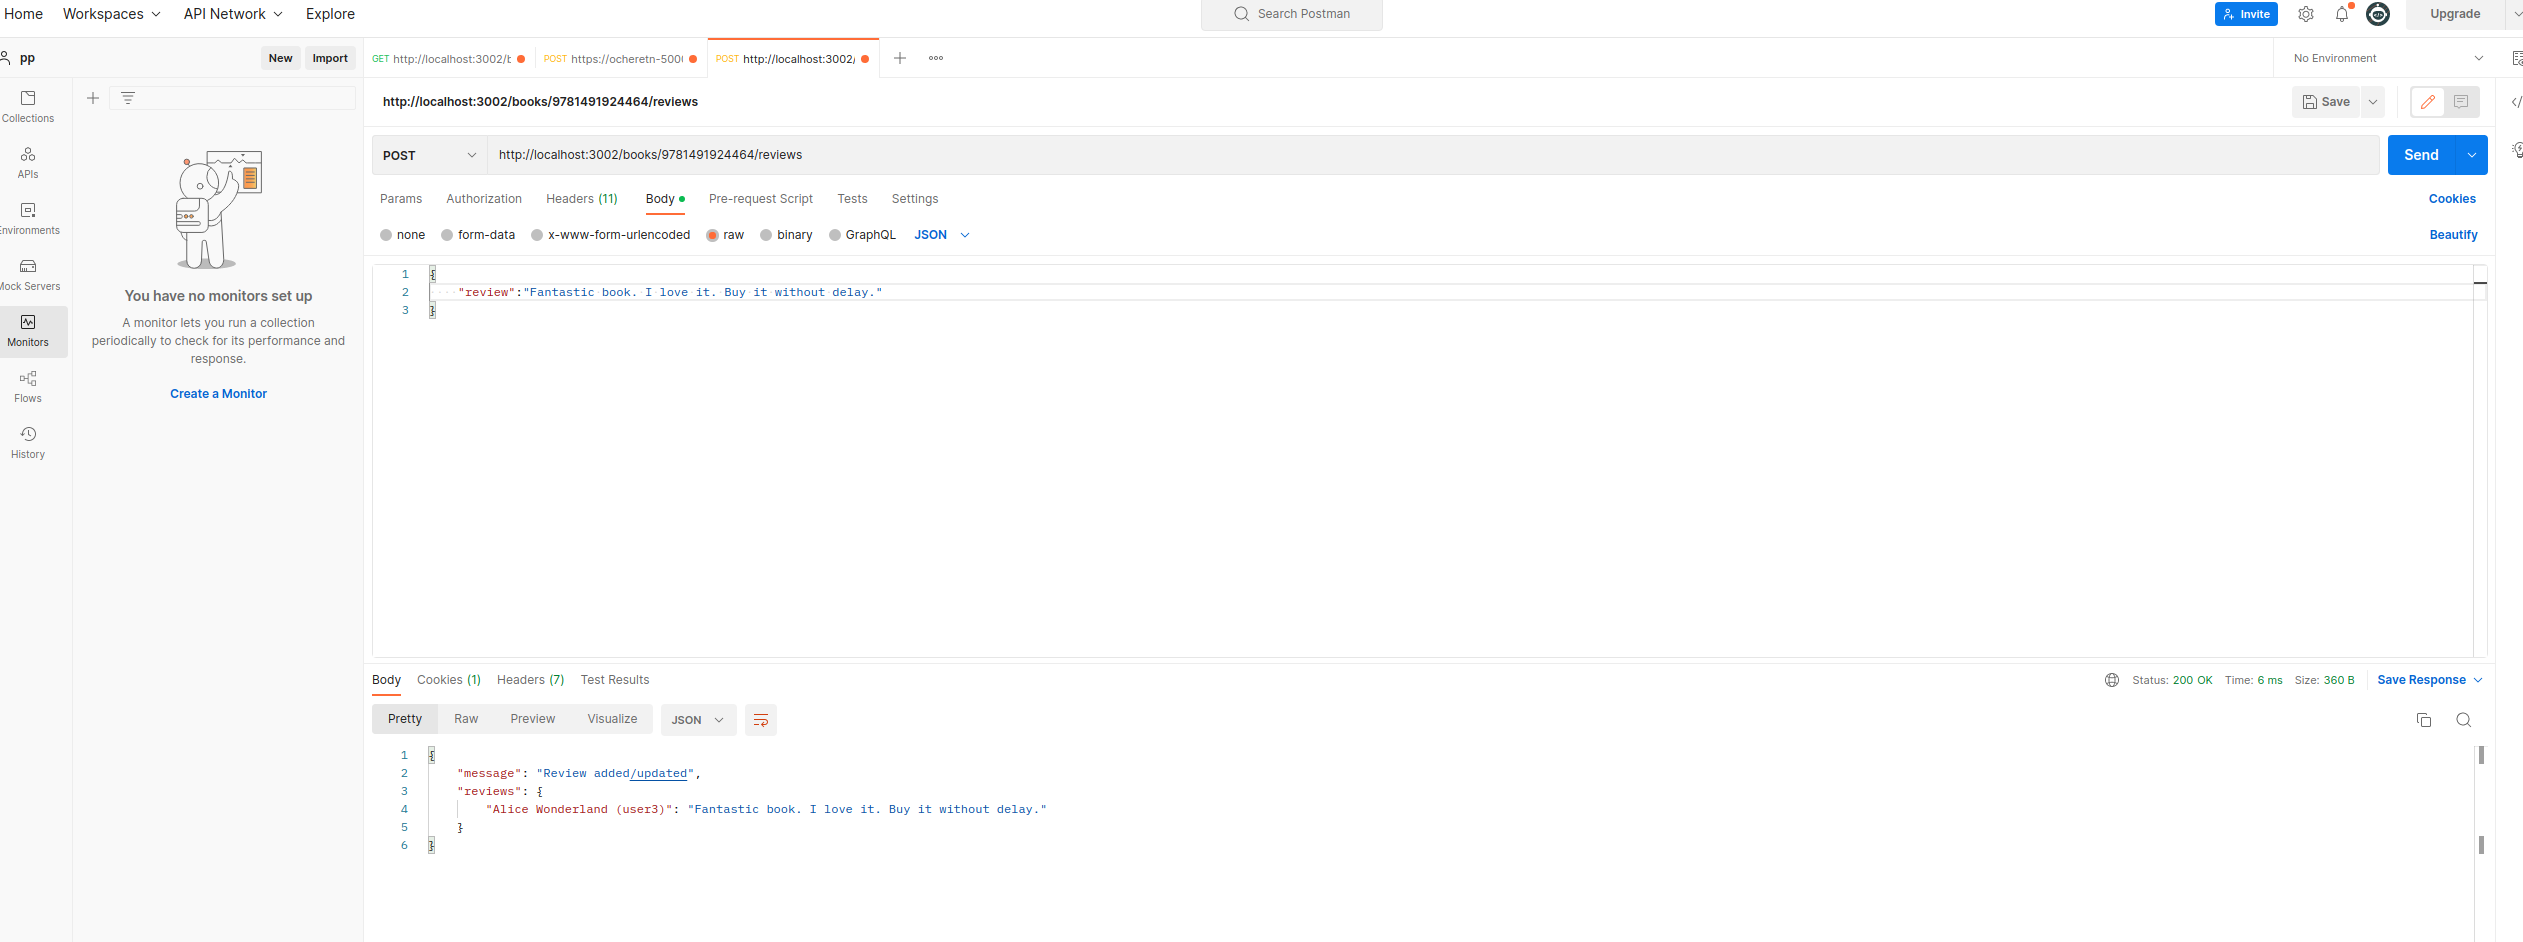 Home Workspaces API Network Explore
Search Postman
Invite
Upgrade
pp
New Import
GET http://localhost:3002/b POST https://ocheretn-500 POST http://localhost:3002/
No Environment
Collections
APIs
Environments
Mock Servers
Monitors
Flows
History
You have no monitors set up
A monitor lets you run a collection
periodically to check for its performance and
response.
Create a Monitor
http://localhost:3002/books/9781491924464/reviews
Save
POST http://localhost:3002/books/9781491924464/reviews
Send
Params Authorization Headers (11) Body Pre-request Script Tests Settings
Cookies
none form-data x-www-form-urlencoded raw binary GraphQL JSON
Beautify
1 {
2 "review":"Fantastic book. I love it. Buy it without delay."
3 }
Body Cookies (1) Headers (7) Test Results
Status: 200 OK Time: 6 ms Size: 360 B Save Response
Pretty Raw Preview Visualize JSON
1 {
2 "message": "Review added/updated",
3 "reviews": {
4 "Alice Wonderland (user3)": "Fantastic book. I love it. Buy it without delay."
5 }
6 }